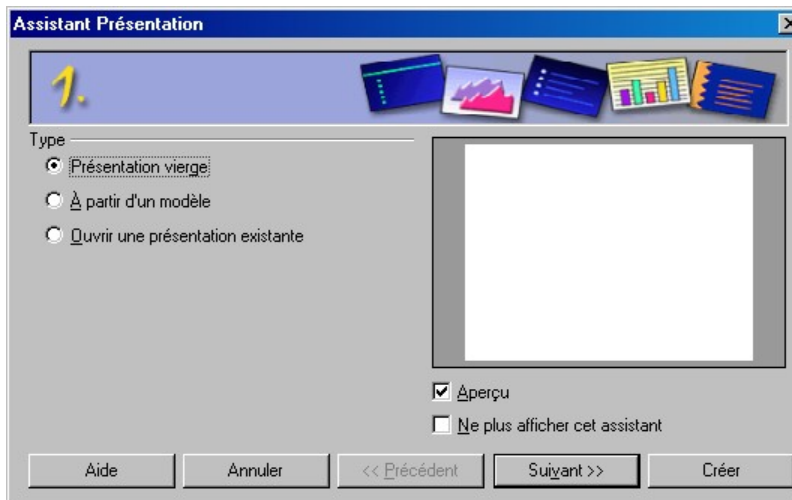 Assistant Présentation
1.
Type
Présentation vierge
À partir d'un modèle
Ouvrir une présentation existante
Aperçu
Ne plus afficher cet assistant
Aide
Annuler
<< Précédent
Suivant >>
Créer